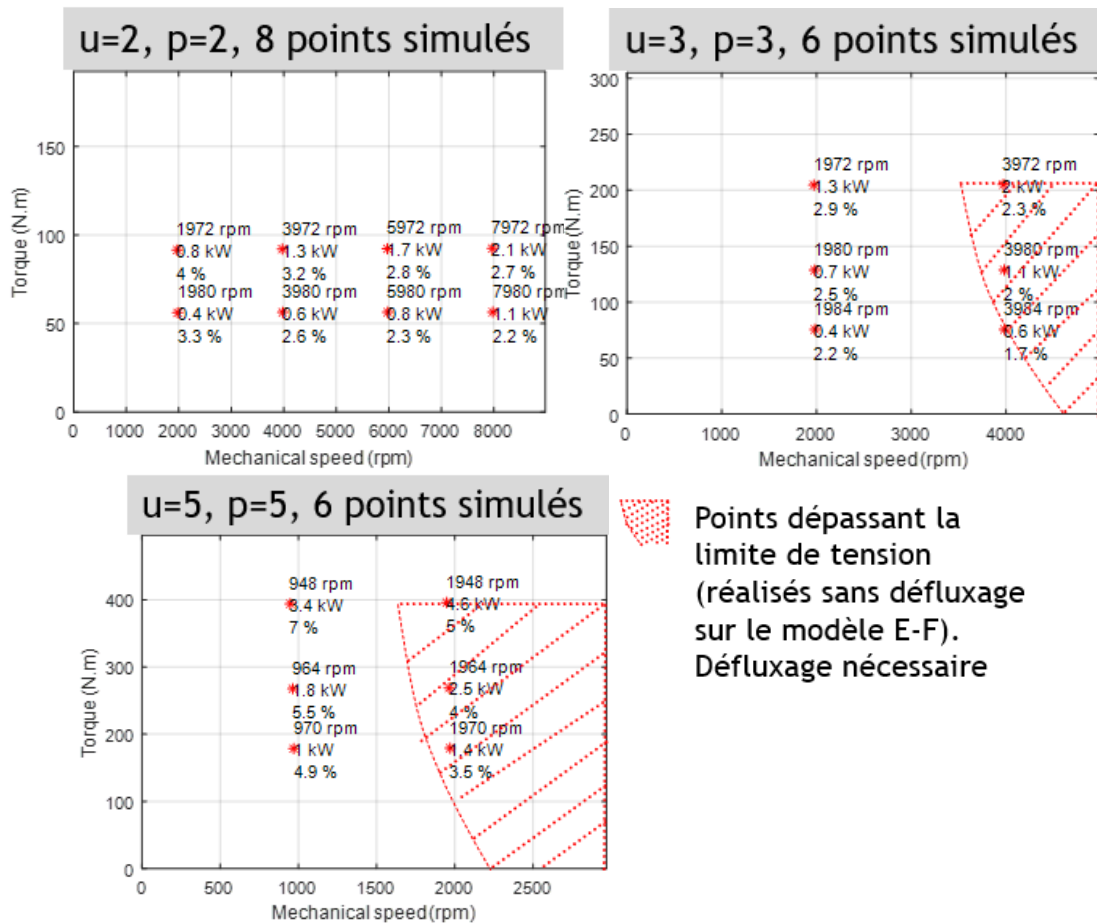 u=2, p=2, 8 points simulés
Torque (N.m)
150
100
50
0
1972 rpm
0.8 kW
4 %
3972 rpm
1.3 kW
3.2 %
5972 rpm
1.7 kW
2.8 %
7972 rpm
2.1 kW
2.7 %
1980 rpm
0.4 kW
3.3 %
3980 rpm
0.6 kW
2.6 %
5980 rpm
0.8 kW
2.3 %
7980 rpm
1.1 kW
2.2 %
0 1000 2000 3000 4000 5000 6000 7000 8000
Mechanical speed (rpm)
u=3, p=3, 6 points simulés
Torque (N.m)
300
250
200
150
100
50
0
1972 rpm
1.3 kW
2.9 %
3972 rpm
2 kW
2.3 %
1980 rpm
0.7 kW
2.5 %
3980 rpm
1.1 kW
2 %
1984 rpm
0.4 kW
2.2 %
3984 rpm
0.6 kW
1.7 %
0 1000 2000 3000 4000
Mechanical speed (rpm)
u=5, p=5, 6 points simulés
Torque (N.m)
400
300
200
100
0
948 rpm
3.4 kW
7 %
1948 rpm
4.6 kW
5 %
964 rpm
1.8 kW
5.5 %
1964 rpm
2.5 kW
4 %
970 rpm
1 kW
4.9 %
1970 rpm
1.4 kW
3.5 %
0 500 1000 1500 2000 2500
Mechanical speed (rpm)
Points dépassant la
limite de tension
(réalisés sans défluxage
sur le modèle E-F).
Défluxage nécessaire